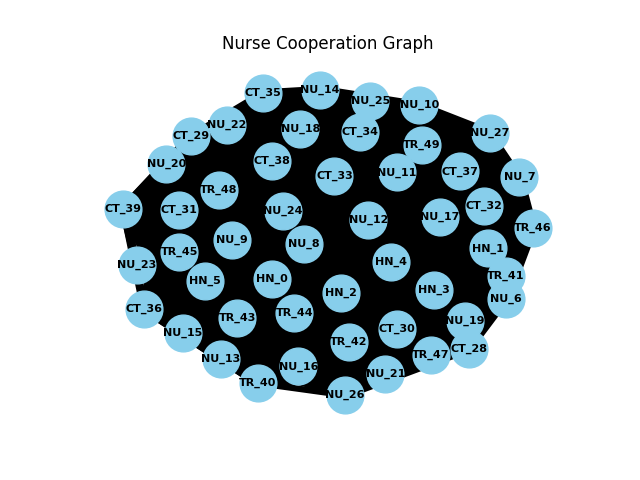 Nurse Cooperation Graph
NU_14
CT_35
NU_25
NU_10
NU_22
NU_18
CT_34
NU_27
CT_29
TR_49
NU_20
CT_38
NU_11
CT_37
CT_33
NU_7
TR_48
CT_32
CT_39
CT_31
NU_24
NU_17
NU_12
TR_46
NU_9
NU_8
HN_1
TR_45
HN_4
NU_23
TR_41
HN_5
HN_0
HN_3
HN_2
NU_6
CT_36
TR_44
TR_43
NU_19
CT_30
NU_15
TR_42
CT_28
TR_47
NU_13
NU_16
NU_21
TR_40
NU_26